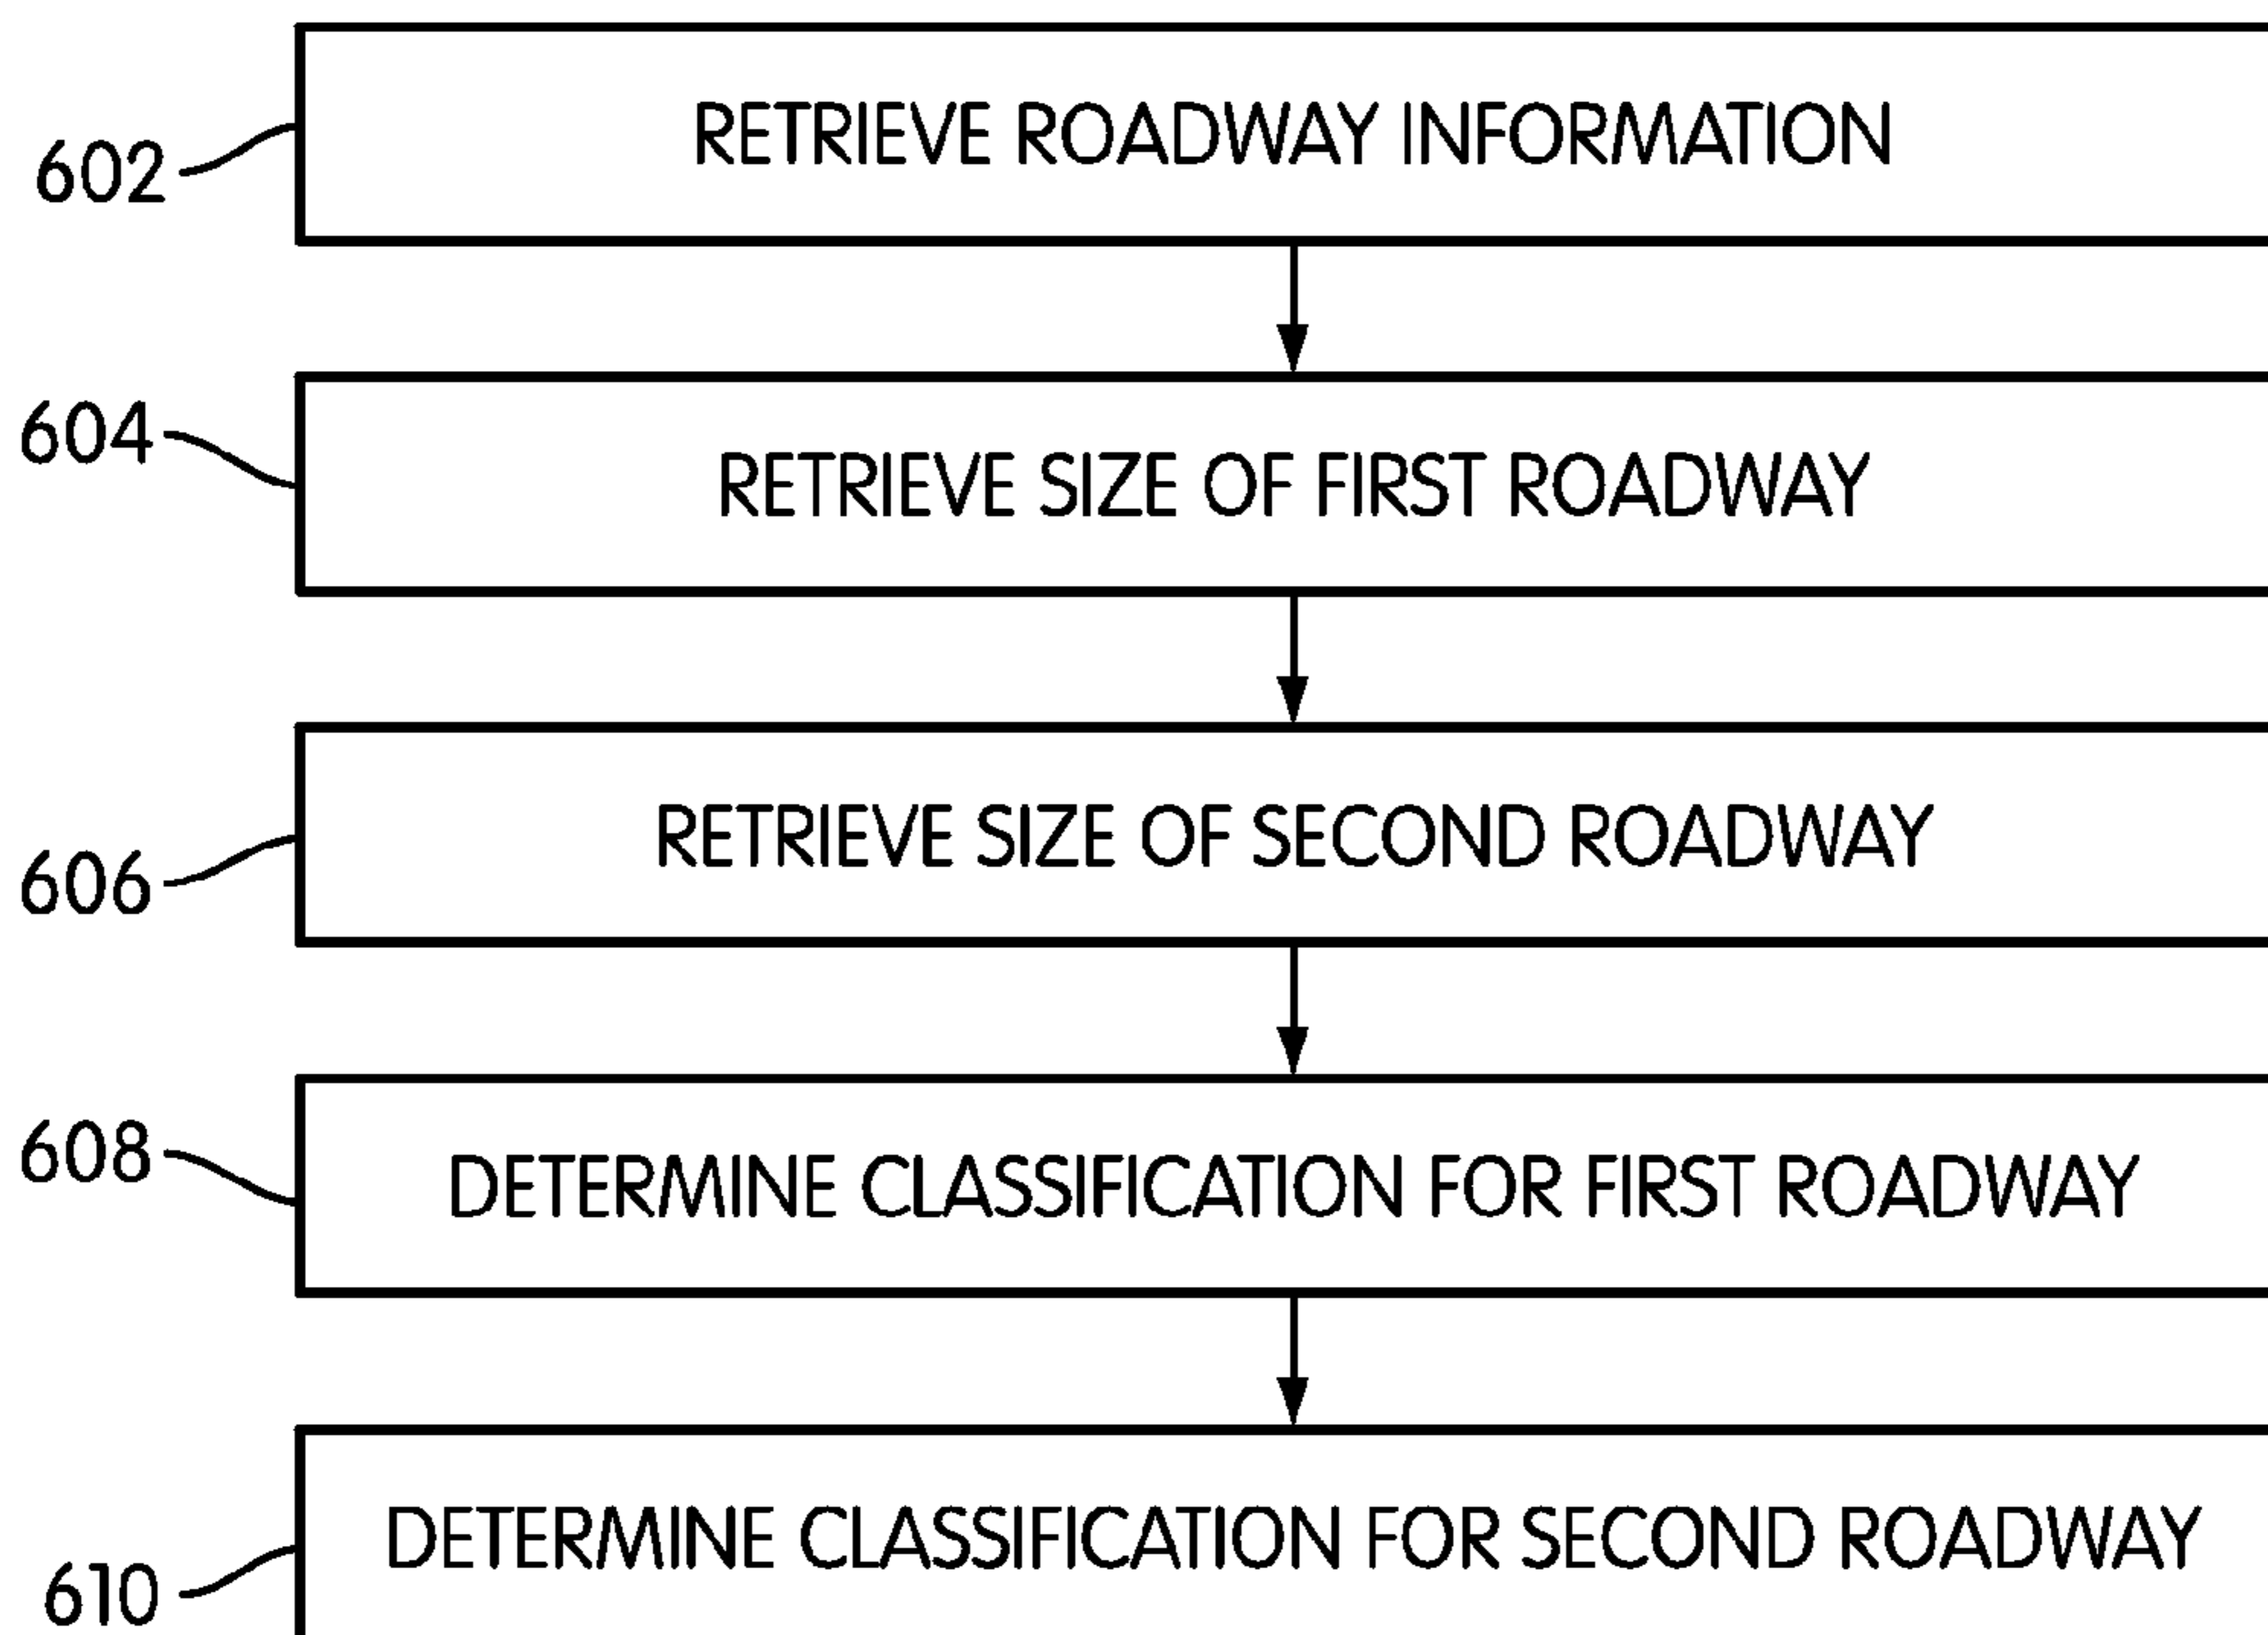 602
RETRIEVE ROADWAY INFORMATION
604
RETRIEVE SIZE OF FIRST ROADWAY
606
RETRIEVE SIZE OF SECOND ROADWAY
608
DETERMINE CLASSIFICATION FOR FIRST ROADWAY
610
DETERMINE CLASSIFICATION FOR SECOND ROADWAY